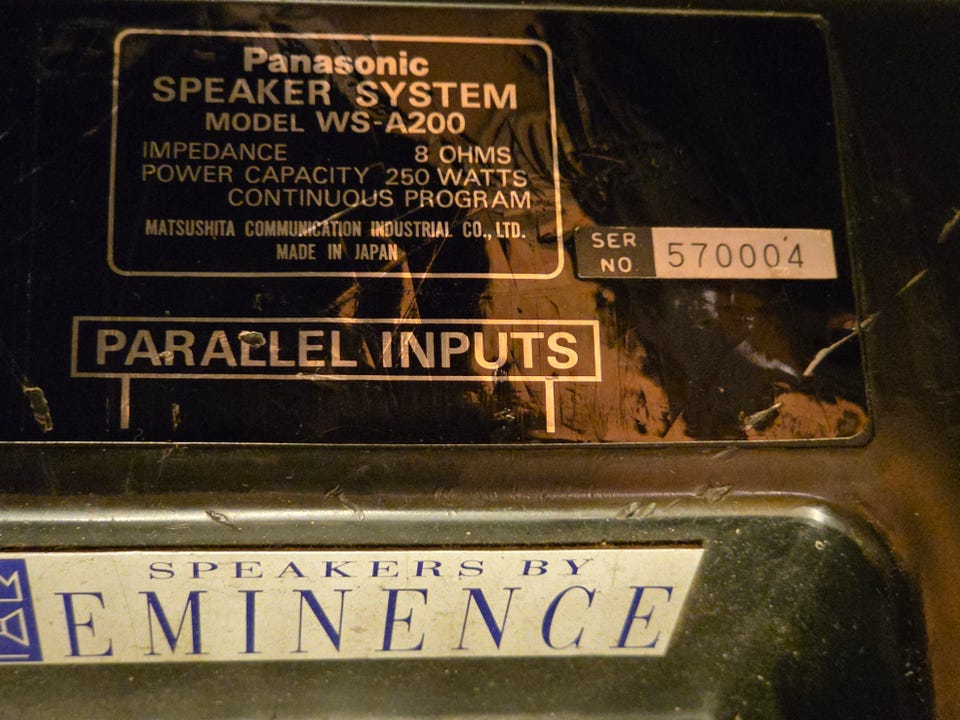 Panasonic
SPEAKER SYSTEM
MODEL WS-A200
IMPEDANCE 8 OHMS
POWER CAPACITY 250 WATTS
CONTINUOUS PROGRAM
MATSUSHITA COMMUNICATION INDUSTRIAL CO., LTD.
MADE IN JAPAN
SER NO 570004
PARALLEL INPUTS
SPEAKERS BY
EMINENCE